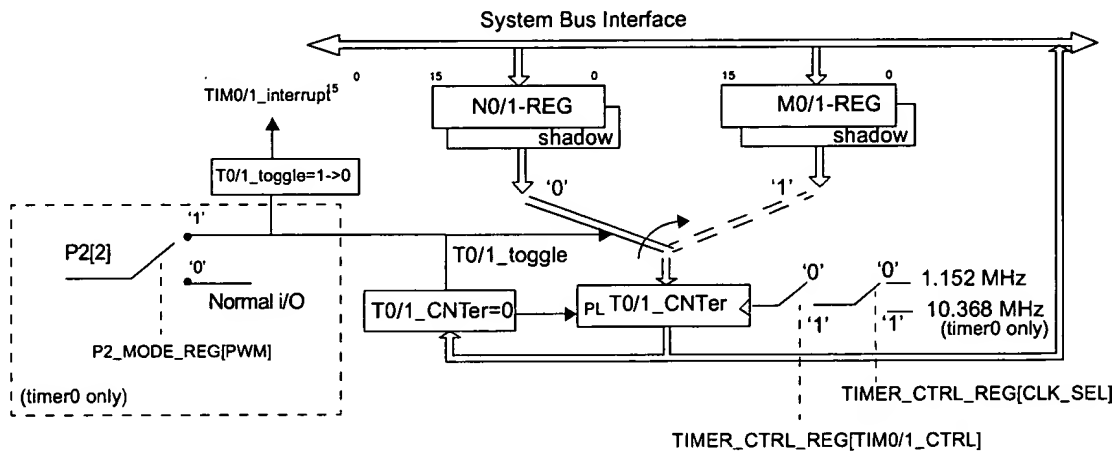 System Bus Interface
0
15
0
15
0
TIM0/1_interrupt15
N0/1-REG
M0/1-REG
shadow
shadow
T0/1_toggle=1->0
'0'
'1'
'1'
P2[2]
T0/1_toggle
'0'
Normal i/O
'0'
'0'
1.152 MHz
T0/1_CNTer=0
PL T0/1_CNTer
'1'
'1'
10.368 MHz
(timer0 only)
P2_MODE_REG[PWM]
(timer0 only)
TIMER_CTRL_REG[CLK_SEL]
TIMER_CTRL_REG[TIM0/1_CTRL]